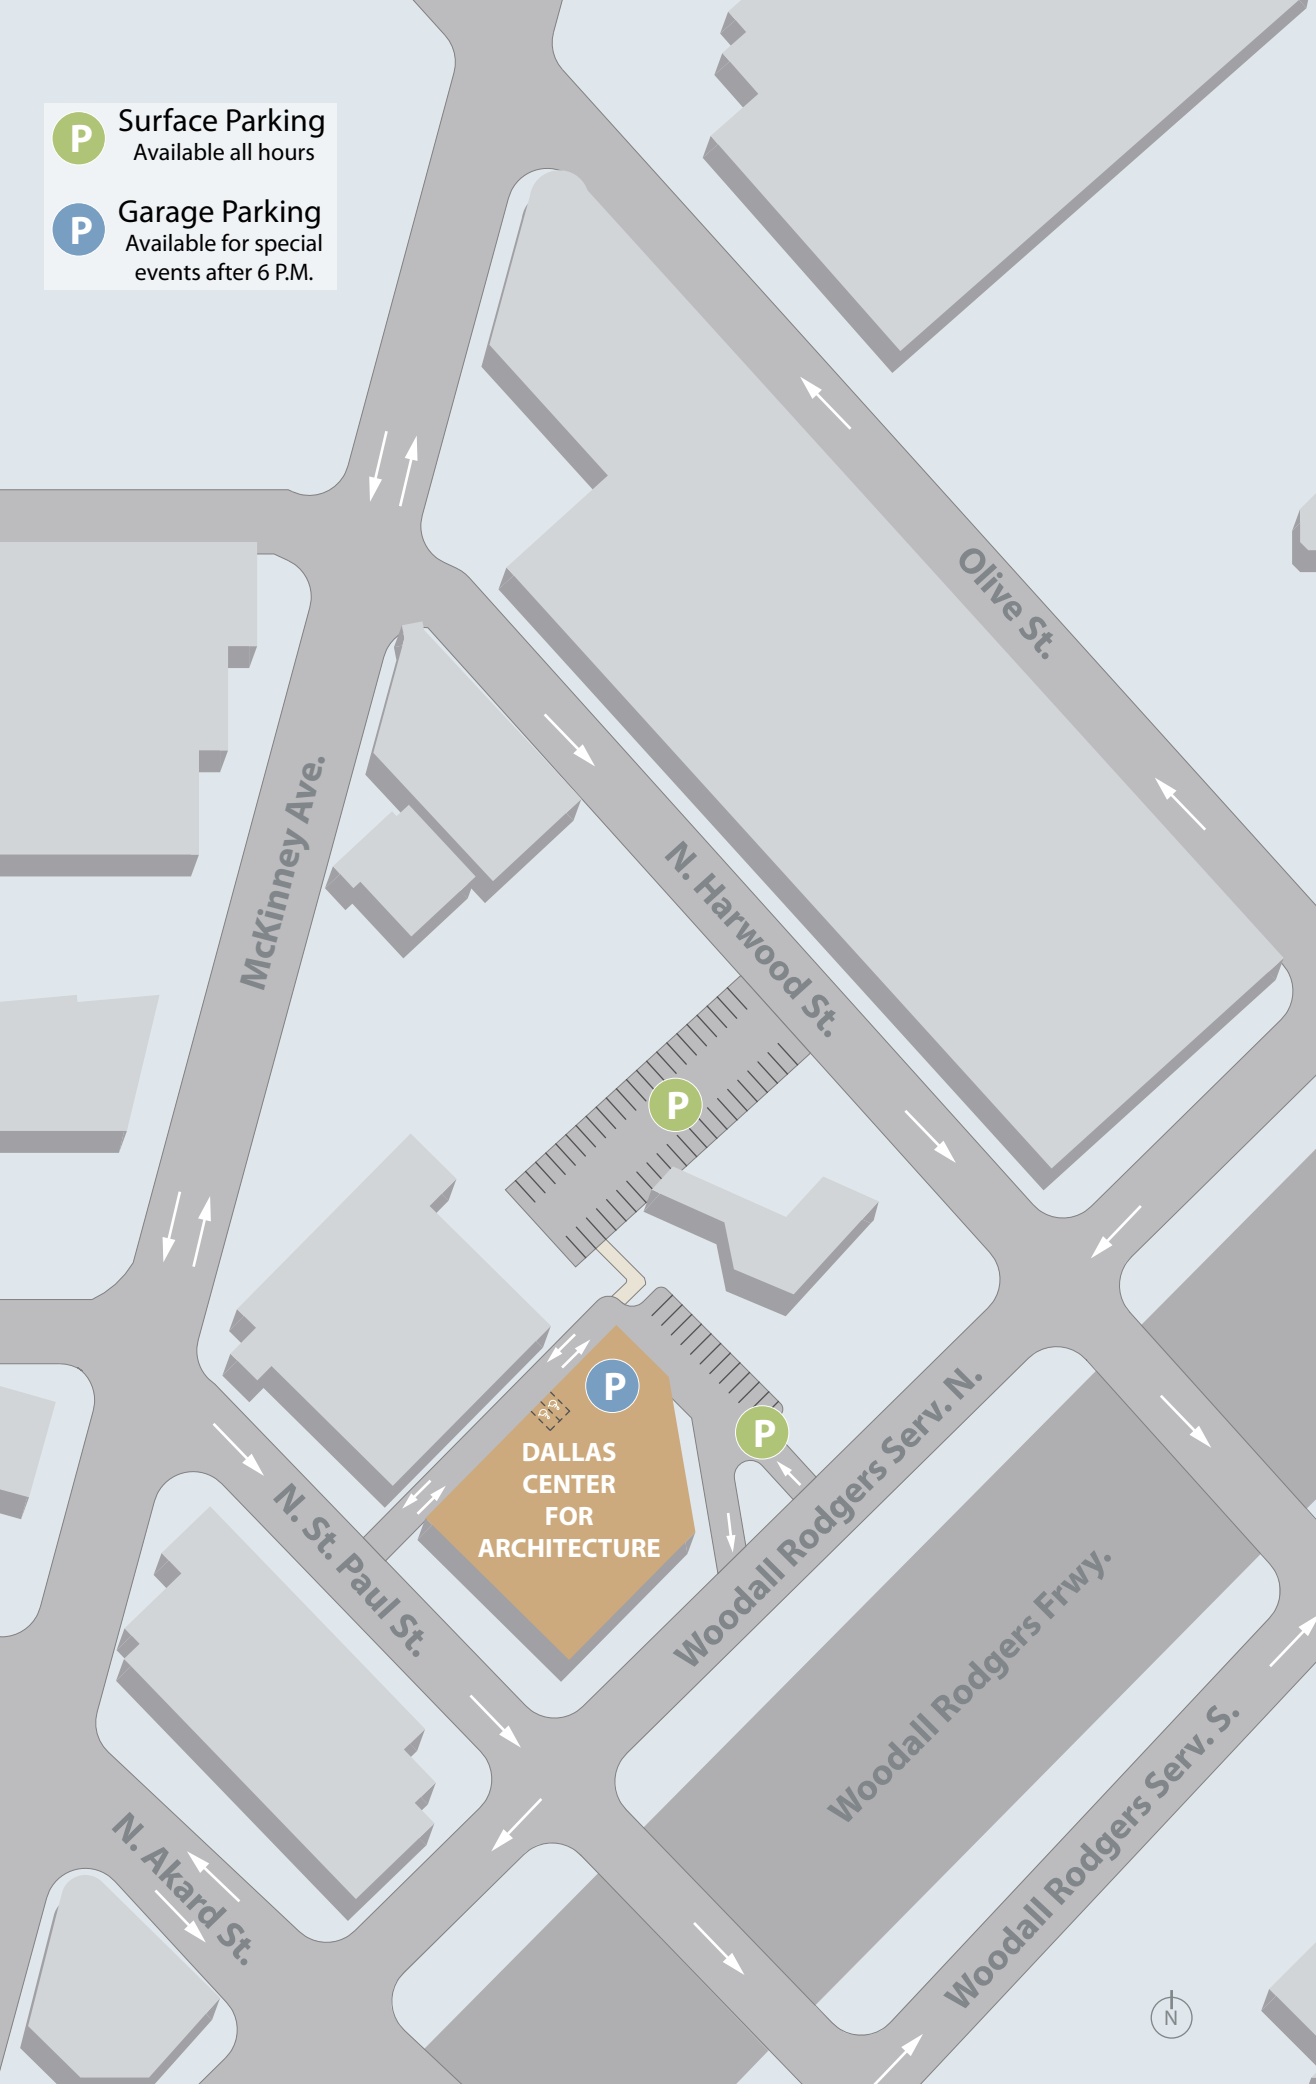 P Surface Parking
Available all hours
P Garage Parking
Available for special
events after 6 P.M.
Olive St.
McKinney Ave.
N. Harwood St.
P
P
P
DALLAS
CENTER
FOR
ARCHITECTURE
N. St. Paul St.
Woodall Rodgers Serv. N.
Woodall Rodgers Frwy.
Woodall Rodgers Serv. S.
N. Akard St.
N